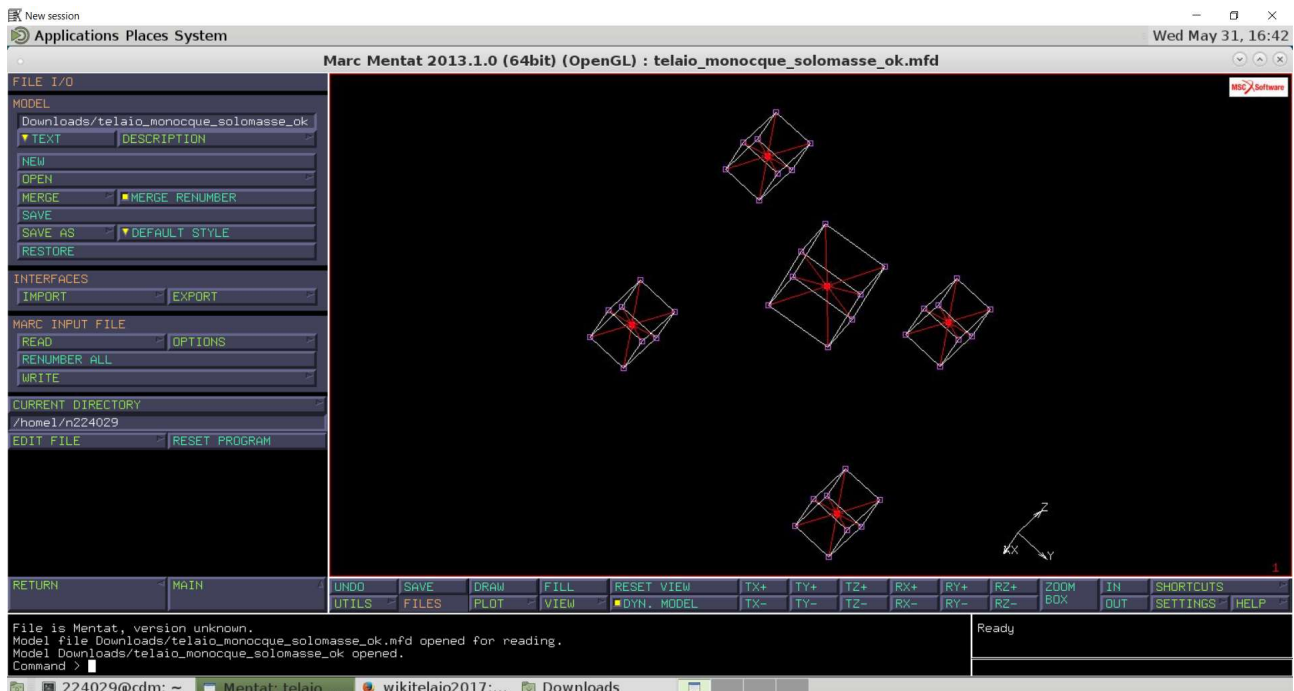 New session
Applications Places System
Wed May 31, 16:42
Marc Mentat 2013.1.0 (64bit) (OpenGL) : telaio_monocque_solomasse_ok.mfd
FILE I/O
MODEL
Downloads/telaio_monocque_solomasse_ok
TEXT DESCRIPTION
NEW
OPEN
MERGE MERGE RENUMBER
SAVE
SAVE AS DEFAULT STYLE
RESTORE
INTERFACES
IMPORT EXPORT
MARC INPUT FILE
READ OPTIONS
RENUMBER ALL
WRITE
CURRENT DIRECTORY
/home1/n224029
EDIT FILE RESET PROGRAM
RETURN MAIN
MSC Software
Z
X
Y
1
UNDO SAVE DRAW FILL RESET VIEW TX+ TY+ TZ+ RX+ RY+ RZ+ ZOOM BOX IN SHORTCUTS
UTILS FILES PLOT VIEW DYN. MODEL TX- TY- TZ- RX- RY- RZ- OUT SETTINGS HELP
File is Mentat, version unknown.
Model file Downloads/telaio_monocque_solomasse_ok.mfd opened for reading.
Model Downloads/telaio_monocque_solomasse_ok opened.
Command >
Ready
224029@cdm: ~ Mentat: telaio wikitelaio2017:... Downloads